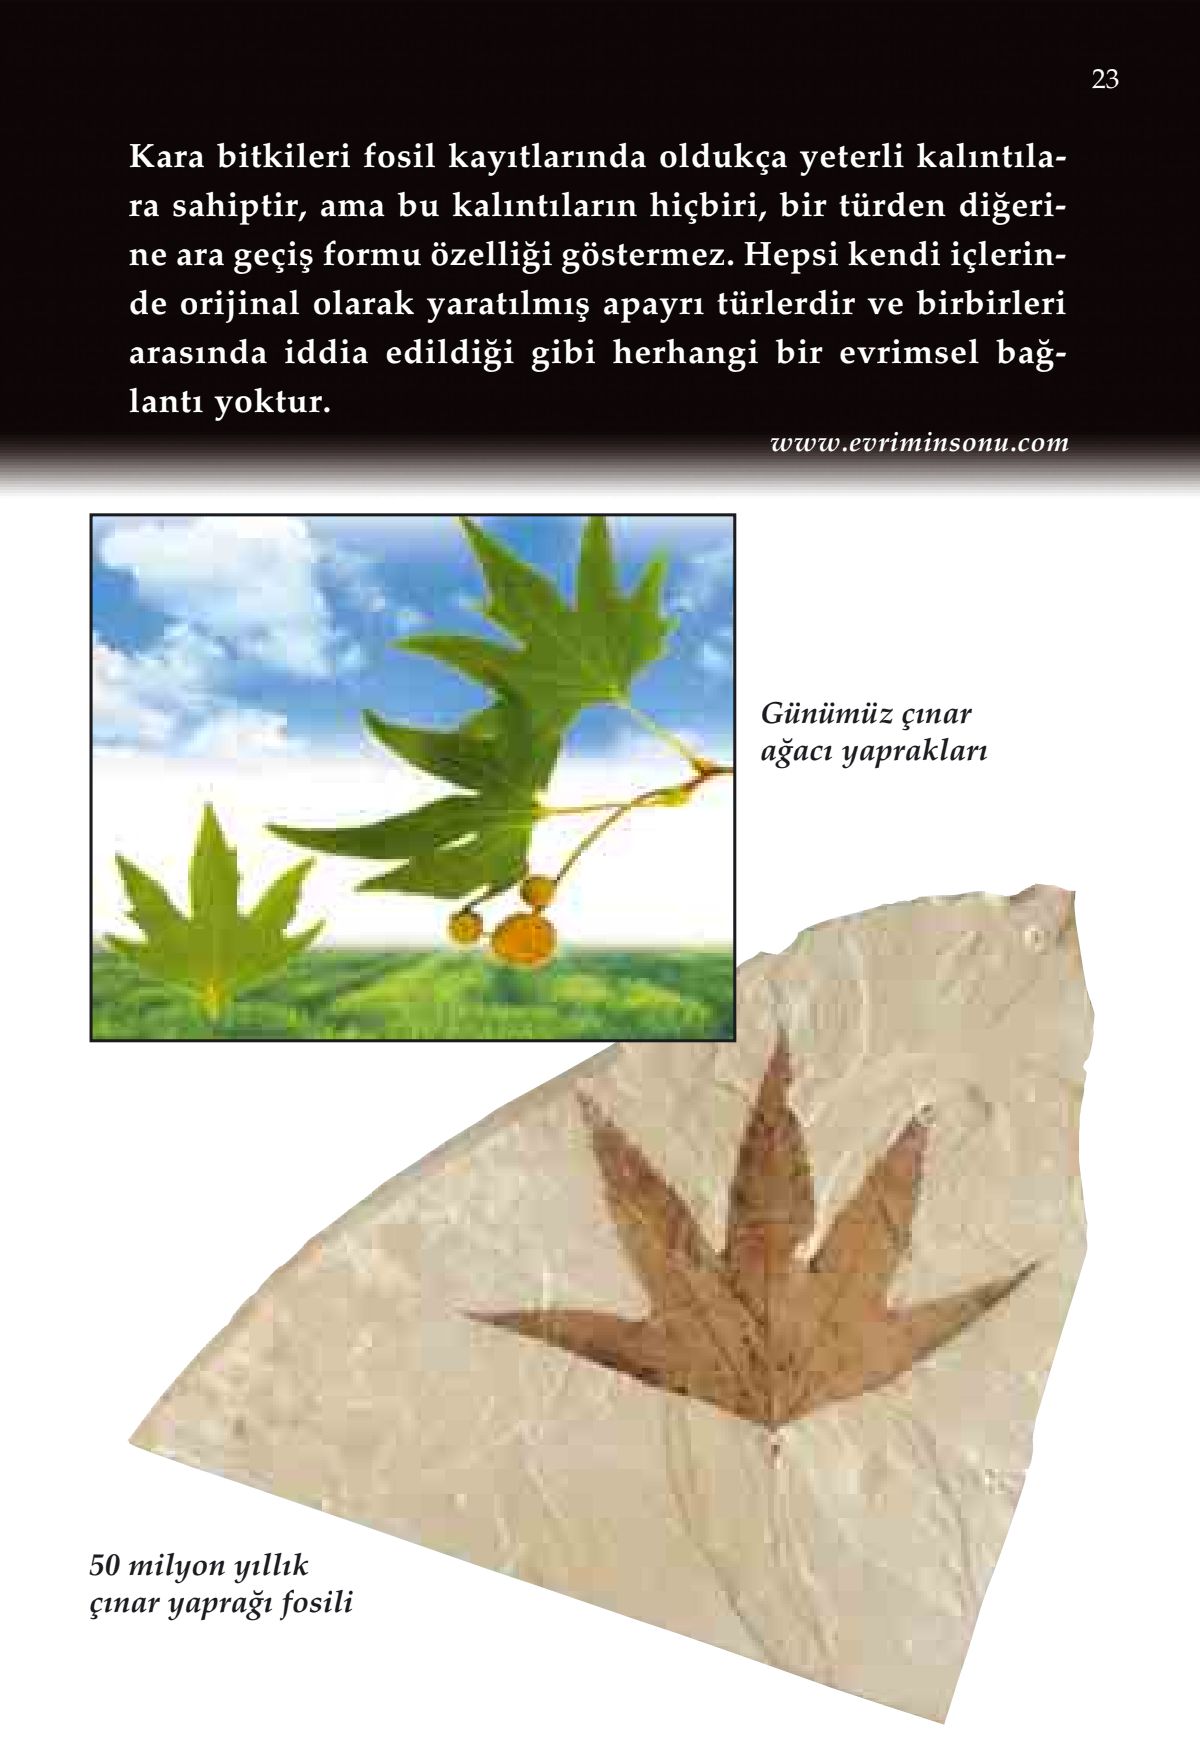 23
Kara bitkileri fosil kayıtlarında oldukça yeterli kalıntıla-
ra sahiptir, ama bu kalıntıların hiçbiri, bir türden diğeri-
ne ara geçiş formu özelliği göstermez. Hepsi kendi içlerin-
de orijinal olarak yaratılmış apayrı türlerdir ve birbirleri
arasında iddia edildiği gibi herhangi bir evrimsel bağ-
lantı yoktur.
www.evriminsonu.com
Günümüz çınar
ağacı yaprakları
50 milyon yıllık
çınar yaprağı fosili